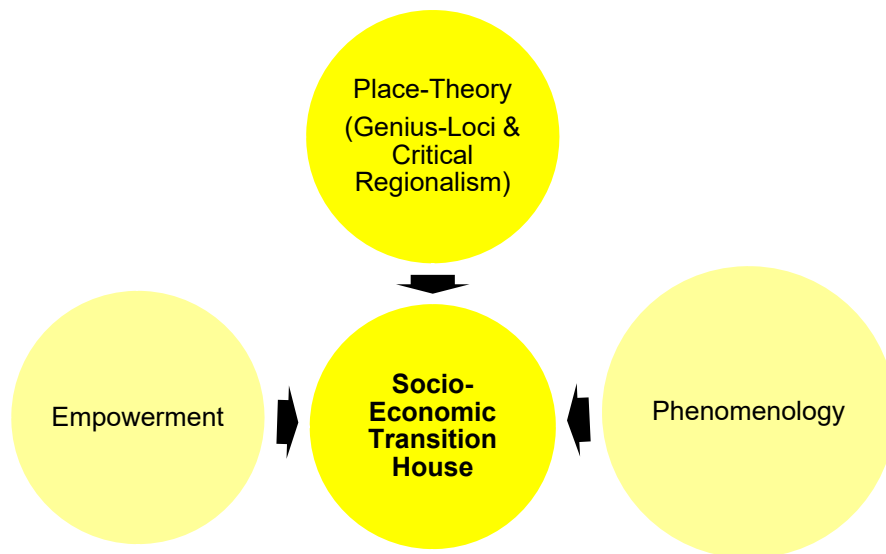 Place-Theory
(Genius-Loci &
Critical
Regionalism)
Empowerment
Socio-
Economic
Transition
House
Phenomenology